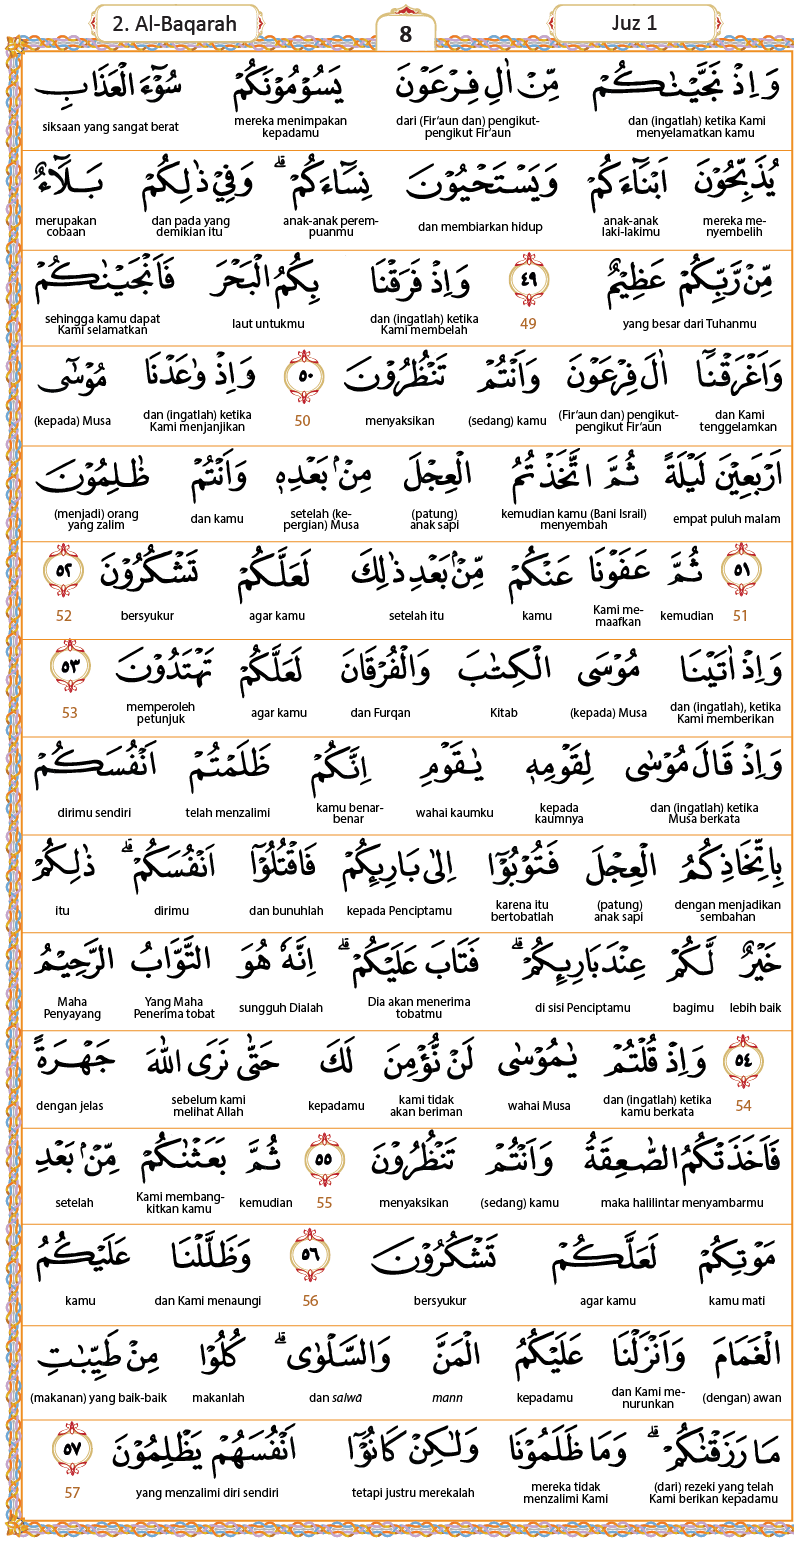 2. Al-Baqarah
8
Juz 1
وَاِذْ نَجَّيْنٰكُمْ مِّنْ اٰلِ فِرْعَوْنَ يَسُوْمُوْنَكُمْ سُوْۤءَ الْعَذَابِ
dan (ingatlah) ketika Kami menyelamatkan kamu
dari (Fir’aun dan) pengikut-pengikut Fir’aun
mereka menimpakan kepadamu
siksaan yang sangat berat
يُذَبِّحُوْنَ اَبْنَاۤءَكُمْ وَيَسْتَحْيُوْنَ نِسَاۤءَكُمْ ۗ وَفِيْ ذٰلِكُمْ بَلَاۤءٌ
mereka me-nyembelih
anak-anak laki-lakimu
dan membiarkan hidup
anak-anak perem-puanmu
dan pada yang demikian itu
merupakan cobaan
مِّنْ رَّبِّكُمْ عَظِيْمٌ ٤٩ وَاِذْ فَرَقْنَا بِكُمُ الْبَحْرَ فَاَنْجَيْنٰكُمْ
yang besar dari Tuhanmu
49
dan (ingatlah) ketika Kami membelah
laut untukmu
sehingga kamu dapat Kami selamatkan
وَاَغْرَقْنَآ اٰلَ فِرْعَوْنَ وَاَنْتُمْ تَنْظُرُوْنَ ٥٠ وَاِذْ وٰعَدْنَا مُوْسٰٓى
dan Kami tenggelamkan
(Fir’aun dan) pengikut-pengikut Fir’aun
(sedang) kamu
menyaksikan
50
dan (ingatlah) ketika Kami menjanjikan
(kepada) Musa
اَرْبَعِيْنَ لَيْلَةً ثُمَّ اتَّخَذْتُمُ الْعِجْلَ مِنْۢ بَعْدِهٖ وَاَنْتُمْ ظٰلِمُوْنَ
empat puluh malam
kemudian kamu (Bani Israil) menyembah
(patung) anak sapi
setelah (ke-pergian) Musa
dan kamu
(menjadi) orang yang zalim
٥١ ثُمَّ عَفَوْنَا عَنْكُمْ مِّنْۢ بَعْدِ ذٰلِكَ لَعَلَّكُمْ تَشْكُرُوْنَ ٥٢
51
kemudian
Kami me-maafkan
kamu
setelah itu
agar kamu
bersyukur
52
وَاِذْ اٰتَيْنَا مُوْسَى الْكِتٰبَ وَالْفُرْقَانَ لَعَلَّكُمْ تَهْتَدُوْنَ ٥٣
dan (ingatlah), ketika Kami memberikan
(kepada) Musa
Kitab
dan Furqan
agar kamu
memperoleh petunjuk
53
وَاِذْ قَالَ مُوْسٰى لِقَوْمِهٖ يٰقَوْمِ اِنَّكُمْ ظَلَمْتُمْ اَنْفُسَكُمْ
dan (ingatlah) ketika Musa berkata
kepada kaumnya
wahai kaumku
kamu benar-benar
telah menzalimi
dirimu sendiri
بِاتِّخَاذِكُمُ الْعِجْلَ فَتُوْبُوْٓا اِلٰى بَارِىِٕكُمْ فَاقْتُلُوْٓا اَنْفُسَكُمْ ۗ ذٰلِكُمْ
dengan menjadikan sembahan
(patung) anak sapi
karena itu bertobatlah
kepada Penciptamu
dan bunuhlah
dirimu
itu
خَيْرٌ لَّكُمْ عِنْدَ بَارِىِٕكُمْ ۗ فَتَابَ عَلَيْكُمْ ۗ اِنَّهٗ هُوَ التَّوَّابُ الرَّحِيْمُ
lebih baik
bagimu
di sisi Penciptamu
Dia akan menerima tobatmu
sungguh Dialah
Yang Maha Penerima tobat
Maha Penyayang
٥٤ وَاِذْ قُلْتُمْ يٰمُوْسٰى لَنْ نُّؤْمِنَ لَكَ حَتّٰى نَرَى اللّٰهَ جَهْرَةً
54
dan (ingatlah) ketika kamu berkata
wahai Musa
kami tidak akan beriman
kepadamu
sebelum kami melihat Allah
dengan jelas
فَاَخَذَتْكُمُ الصّٰعِقَةُ وَاَنْتُمْ تَنْظُرُوْنَ ٥٥ ثُمَّ بَعَثْنٰكُمْ مِّنْۢ بَعْدِ
maka halilintar menyambarmu
(sedang) kamu
menyaksikan
55
kemudian
Kami membang-kitkan kamu
setelah
مَوْتِكُمْ لَعَلَّكُمْ تَشْكُرُوْنَ ٥٦ وَظَلَّلْنَا عَلَيْكُمُ
kamu mati
agar kamu
bersyukur
56
dan Kami menaungi
kamu
الْغَمَامَ وَاَنْزَلْنَا عَلَيْكُمُ الْمَنَّ وَالسَّلْوٰى ۗ كُلُوْا مِنْ طَيِّبٰتِ
(dengan) awan
dan Kami me-nurunkan
kepadamu
mann
dan salwā
makanlah
(makanan) yang baik-baik
مَا رَزَقْنٰكُمْ ۗ وَمَا ظَلَمُوْنَا وَلٰكِنْ كَانُوْٓا اَنْفُسَهُمْ يَظْلِمُوْنَ ٥٧
(dari) rezeki yang telah Kami berikan kepadamu
mereka tidak menzalimi Kami
tetapi justru merekalah
yang menzalimi diri sendiri
57